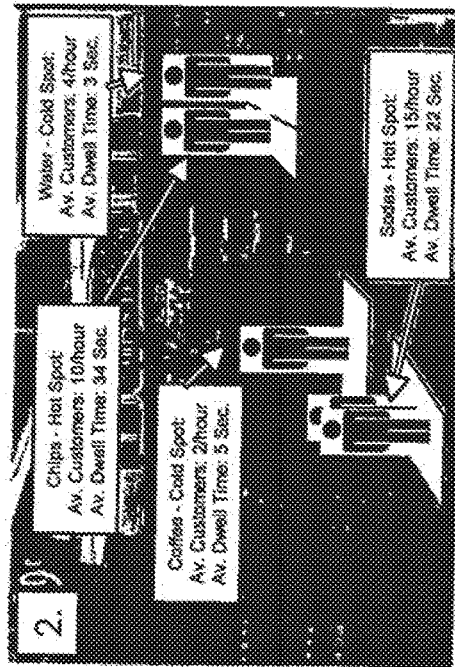 2.
Chips - Hot Spot:
Av. Customers: 10/hour
Av. Dwell Time: 34 Sec.
Water - Cold Spot:
Av. Customers: 4/hour
Av. Dwell Time: 3 Sec.
Coffee - Cold Spot:
Av. Customers: 2/hour
Av. Dwell Time: 5 Sec.
Sodas - Hot Spot:
Av. Customers: 15/hour
Av. Dwell Time: 22 Sec.